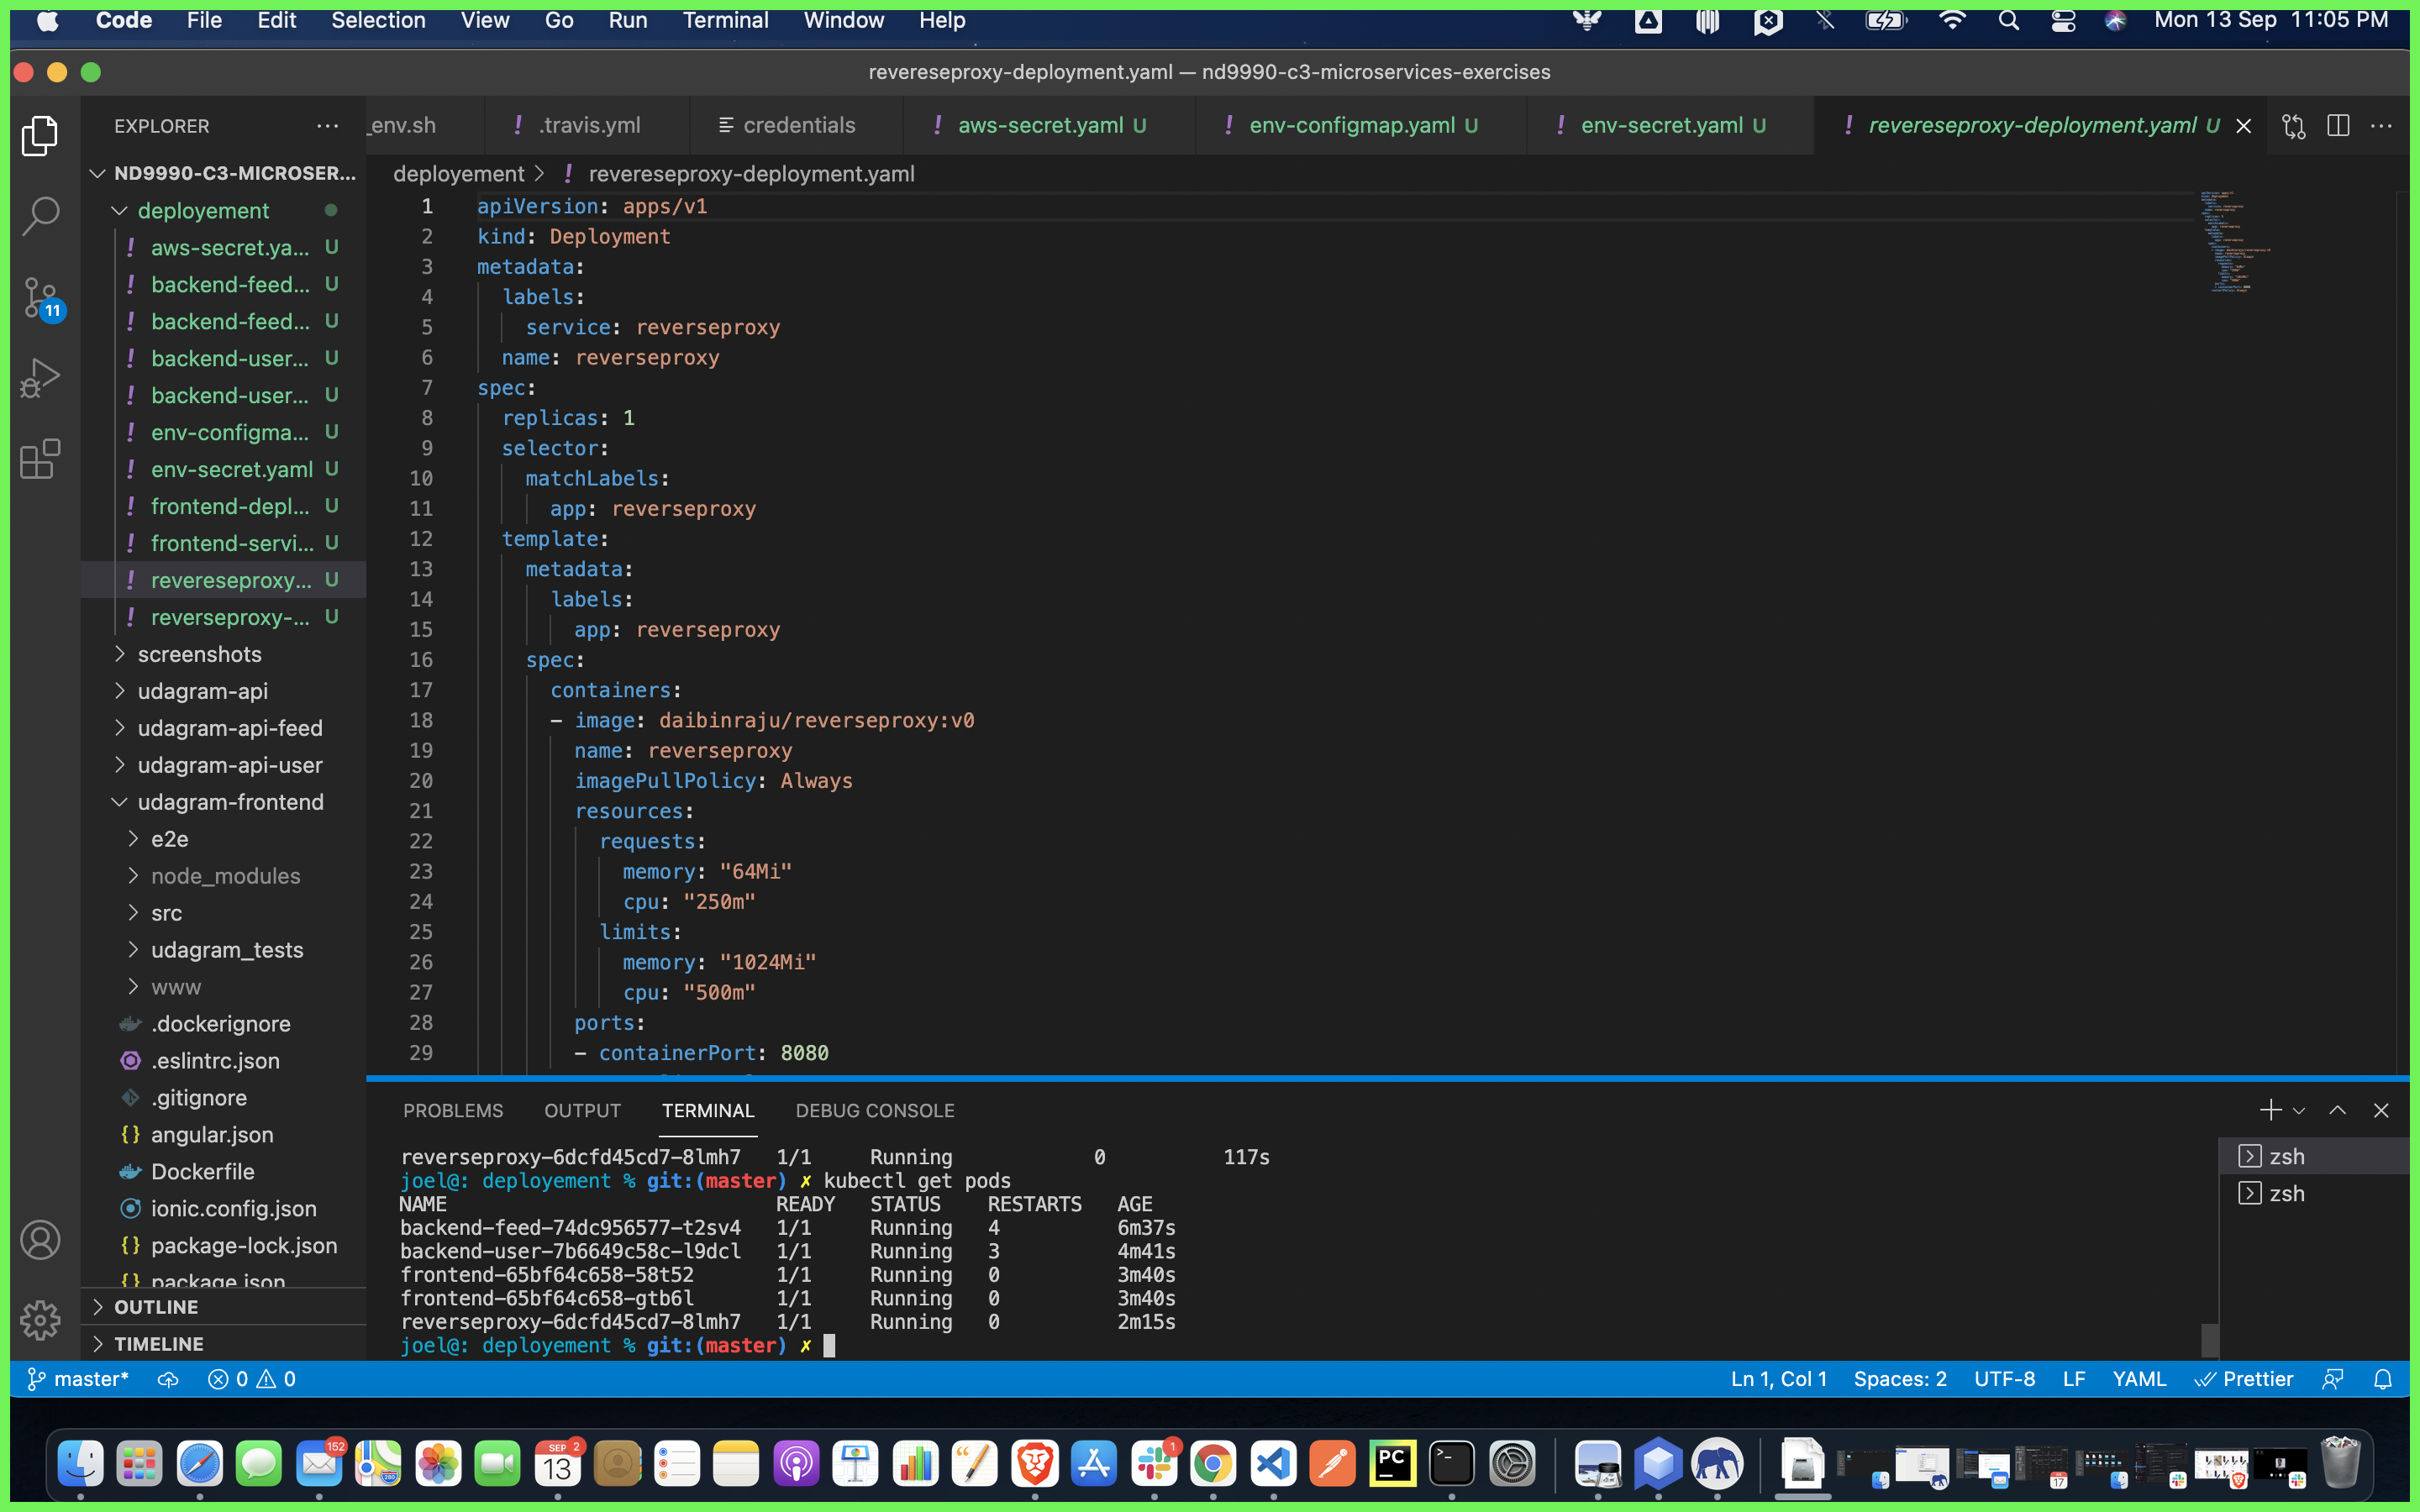 Code File Edit Selection View Go Run Terminal Window Help Mon 13 Sep 11:05 PM
revereseproxy-deployment.yaml — nd9990-c3-microservices-exercises
EXPLORER ···
_env.sh ! .travis.yml credentials ! aws-secret.yaml U ! env-configmap.yaml U ! env-secret.yaml U ! revereseproxy-deployment.yaml U
ND9990-C3-MICROSER...
deployement
! aws-secret.ya... U
! backend-feed... U
! backend-feed... U
! backend-user... U
! backend-user... U
! env-configma... U
! env-secret.yaml U
! frontend-depl... U
! frontend-servi... U
! revereseproxy... U
! reverseproxy-... U
screenshots
udagram-api
udagram-api-feed
udagram-api-user
udagram-frontend
e2e
node_modules
src
udagram_tests
www
.dockerignore
.eslintrc.json
.gitignore
angular.json
Dockerfile
ionic.config.json
package-lock.json
package.json
OUTLINE
TIMELINE
11
deployement > ! revereseproxy-deployment.yaml
1 apiVersion: apps/v1
2 kind: Deployment
3 metadata:
4 labels:
5 service: reverseproxy
6 name: reverseproxy
7 spec:
8 replicas: 1
9 selector:
10 matchLabels:
11 app: reverseproxy
12 template:
13 metadata:
14 labels:
15 app: reverseproxy
16 spec:
17 containers:
18 - image: daibinraju/reverseproxy:v0
19 name: reverseproxy
20 imagePullPolicy: Always
21 resources:
22 requests:
23 memory: "64Mi"
24 cpu: "250m"
25 limits:
26 memory: "1024Mi"
27 cpu: "500m"
28 ports:
29 - containerPort: 8080
PROBLEMS OUTPUT TERMINAL DEBUG CONSOLE
reverseproxy-6dcfd45cd7-8lmh7 1/1 Running 0 117s
joel@: deployement % git:(master) ✗ kubectl get pods
NAME READY STATUS RESTARTS AGE
backend-feed-74dc956577-t2sv4 1/1 Running 4 6m37s
backend-user-7b6649c58c-l9dcl 1/1 Running 3 4m41s
frontend-65bf64c658-58t52 1/1 Running 0 3m40s
frontend-65bf64c658-gtb6l 1/1 Running 0 3m40s
reverseproxy-6dcfd45cd7-8lmh7 1/1 Running 0 2m15s
joel@: deployement % git:(master) ✗
zsh
zsh
master* 0 0 Ln 1, Col 1 Spaces: 2 UTF-8 LF YAML Prettier
152 280 SEP 2 13 1 PC 17